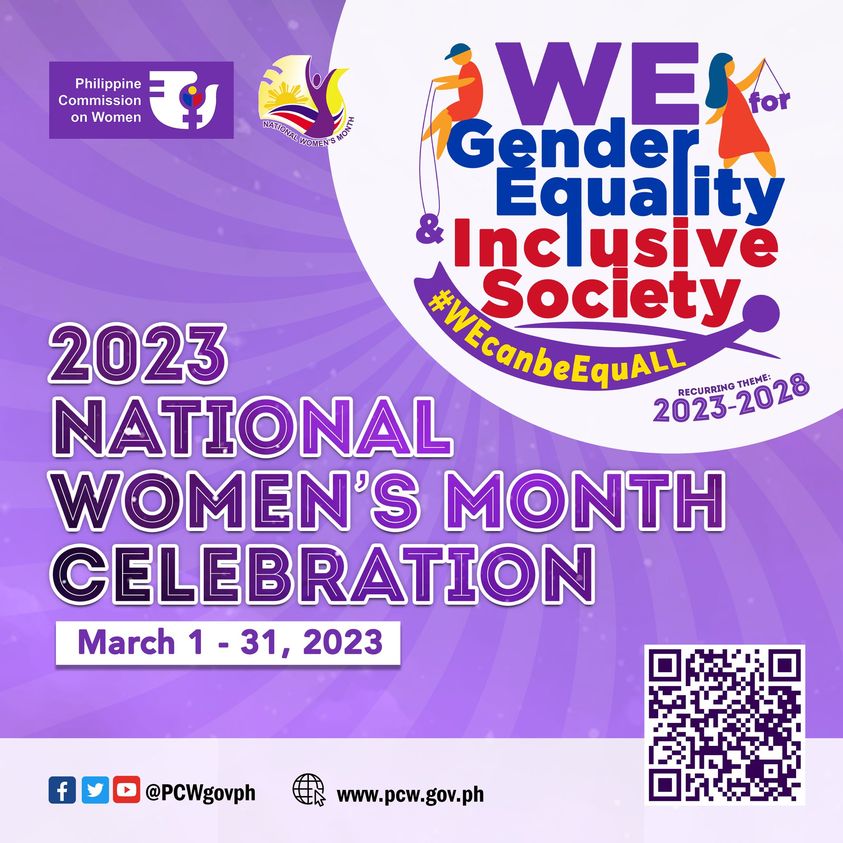 Philippine
Commission
on Women
NATIONAL WOMEN'S MONTH
WE
for
Gender
Equality
& Inclusive
Society
#WEcanbeEquALL
RECURRING THEME:
2023-2028
2023
NATIONAL
WOMEN'S MONTH
CELEBRATION
March 1 - 31, 2023
@PCWgovph
www.pcw.gov.ph